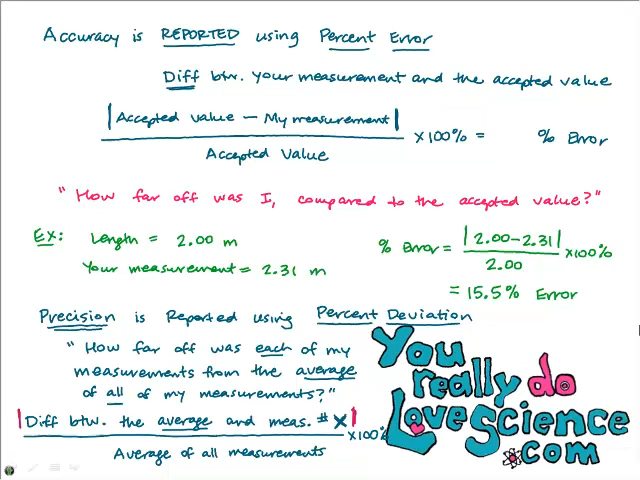 Accuracy is REPORTED using Percent Error
Diff btw. your measurement and the accepted value
|Accepted value - My measurement|
Accepted Value
×100% = % Error
"How far off was I, compared to the accepted value?"
Ex: Length = 2.00 m
Your measurement = 2.31 m
% Error = |2.00-2.31|
2.00
×100%
= 15.5% Error
Precision is Reported using Percent Deviation
"How far off was each of my
measurements from the average
of all of my measurements?"
|Diff btw. the average and meas. # X|
Average of all measurements
×100%
You
really do
Love Science
.com